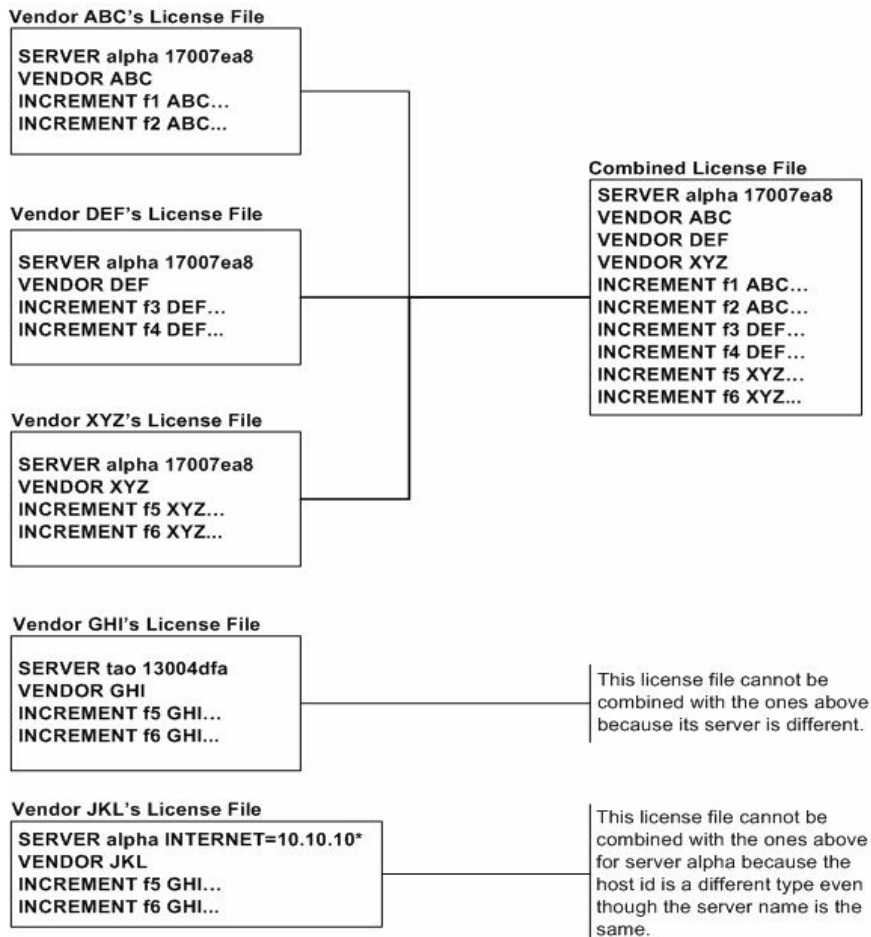 Vendor ABC's License File
SERVER alpha 17007ea8
VENDOR ABC
INCREMENT f1 ABC...
INCREMENT f2 ABC...
Vendor DEF's License File
SERVER alpha 17007ea8
VENDOR DEF
INCREMENT f3 DEF...
INCREMENT f4 DEF...
Vendor XYZ's License File
SERVER alpha 17007ea8
VENDOR XYZ
INCREMENT f5 XYZ...
INCREMENT f6 XYZ...
Combined License File
SERVER alpha 17007ea8
VENDOR ABC
VENDOR DEF
VENDOR XYZ
INCREMENT f1 ABC...
INCREMENT f2 ABC...
INCREMENT f3 DEF...
INCREMENT f4 DEF...
INCREMENT f5 XYZ...
INCREMENT f6 XYZ...
Vendor GHI's License File
SERVER tao 13004dfa
VENDOR GHI
INCREMENT f5 GHI...
INCREMENT f6 GHI...
This license file cannot be
combined with the ones above
because its server is different.
Vendor JKL's License File
SERVER alpha INTERNET=10.10.10*
VENDOR JKL
INCREMENT f5 GHI...
INCREMENT f6 GHI...
This license file cannot be
combined with the ones above
for server alpha because the
host id is a different type even
though the server name is the
same.